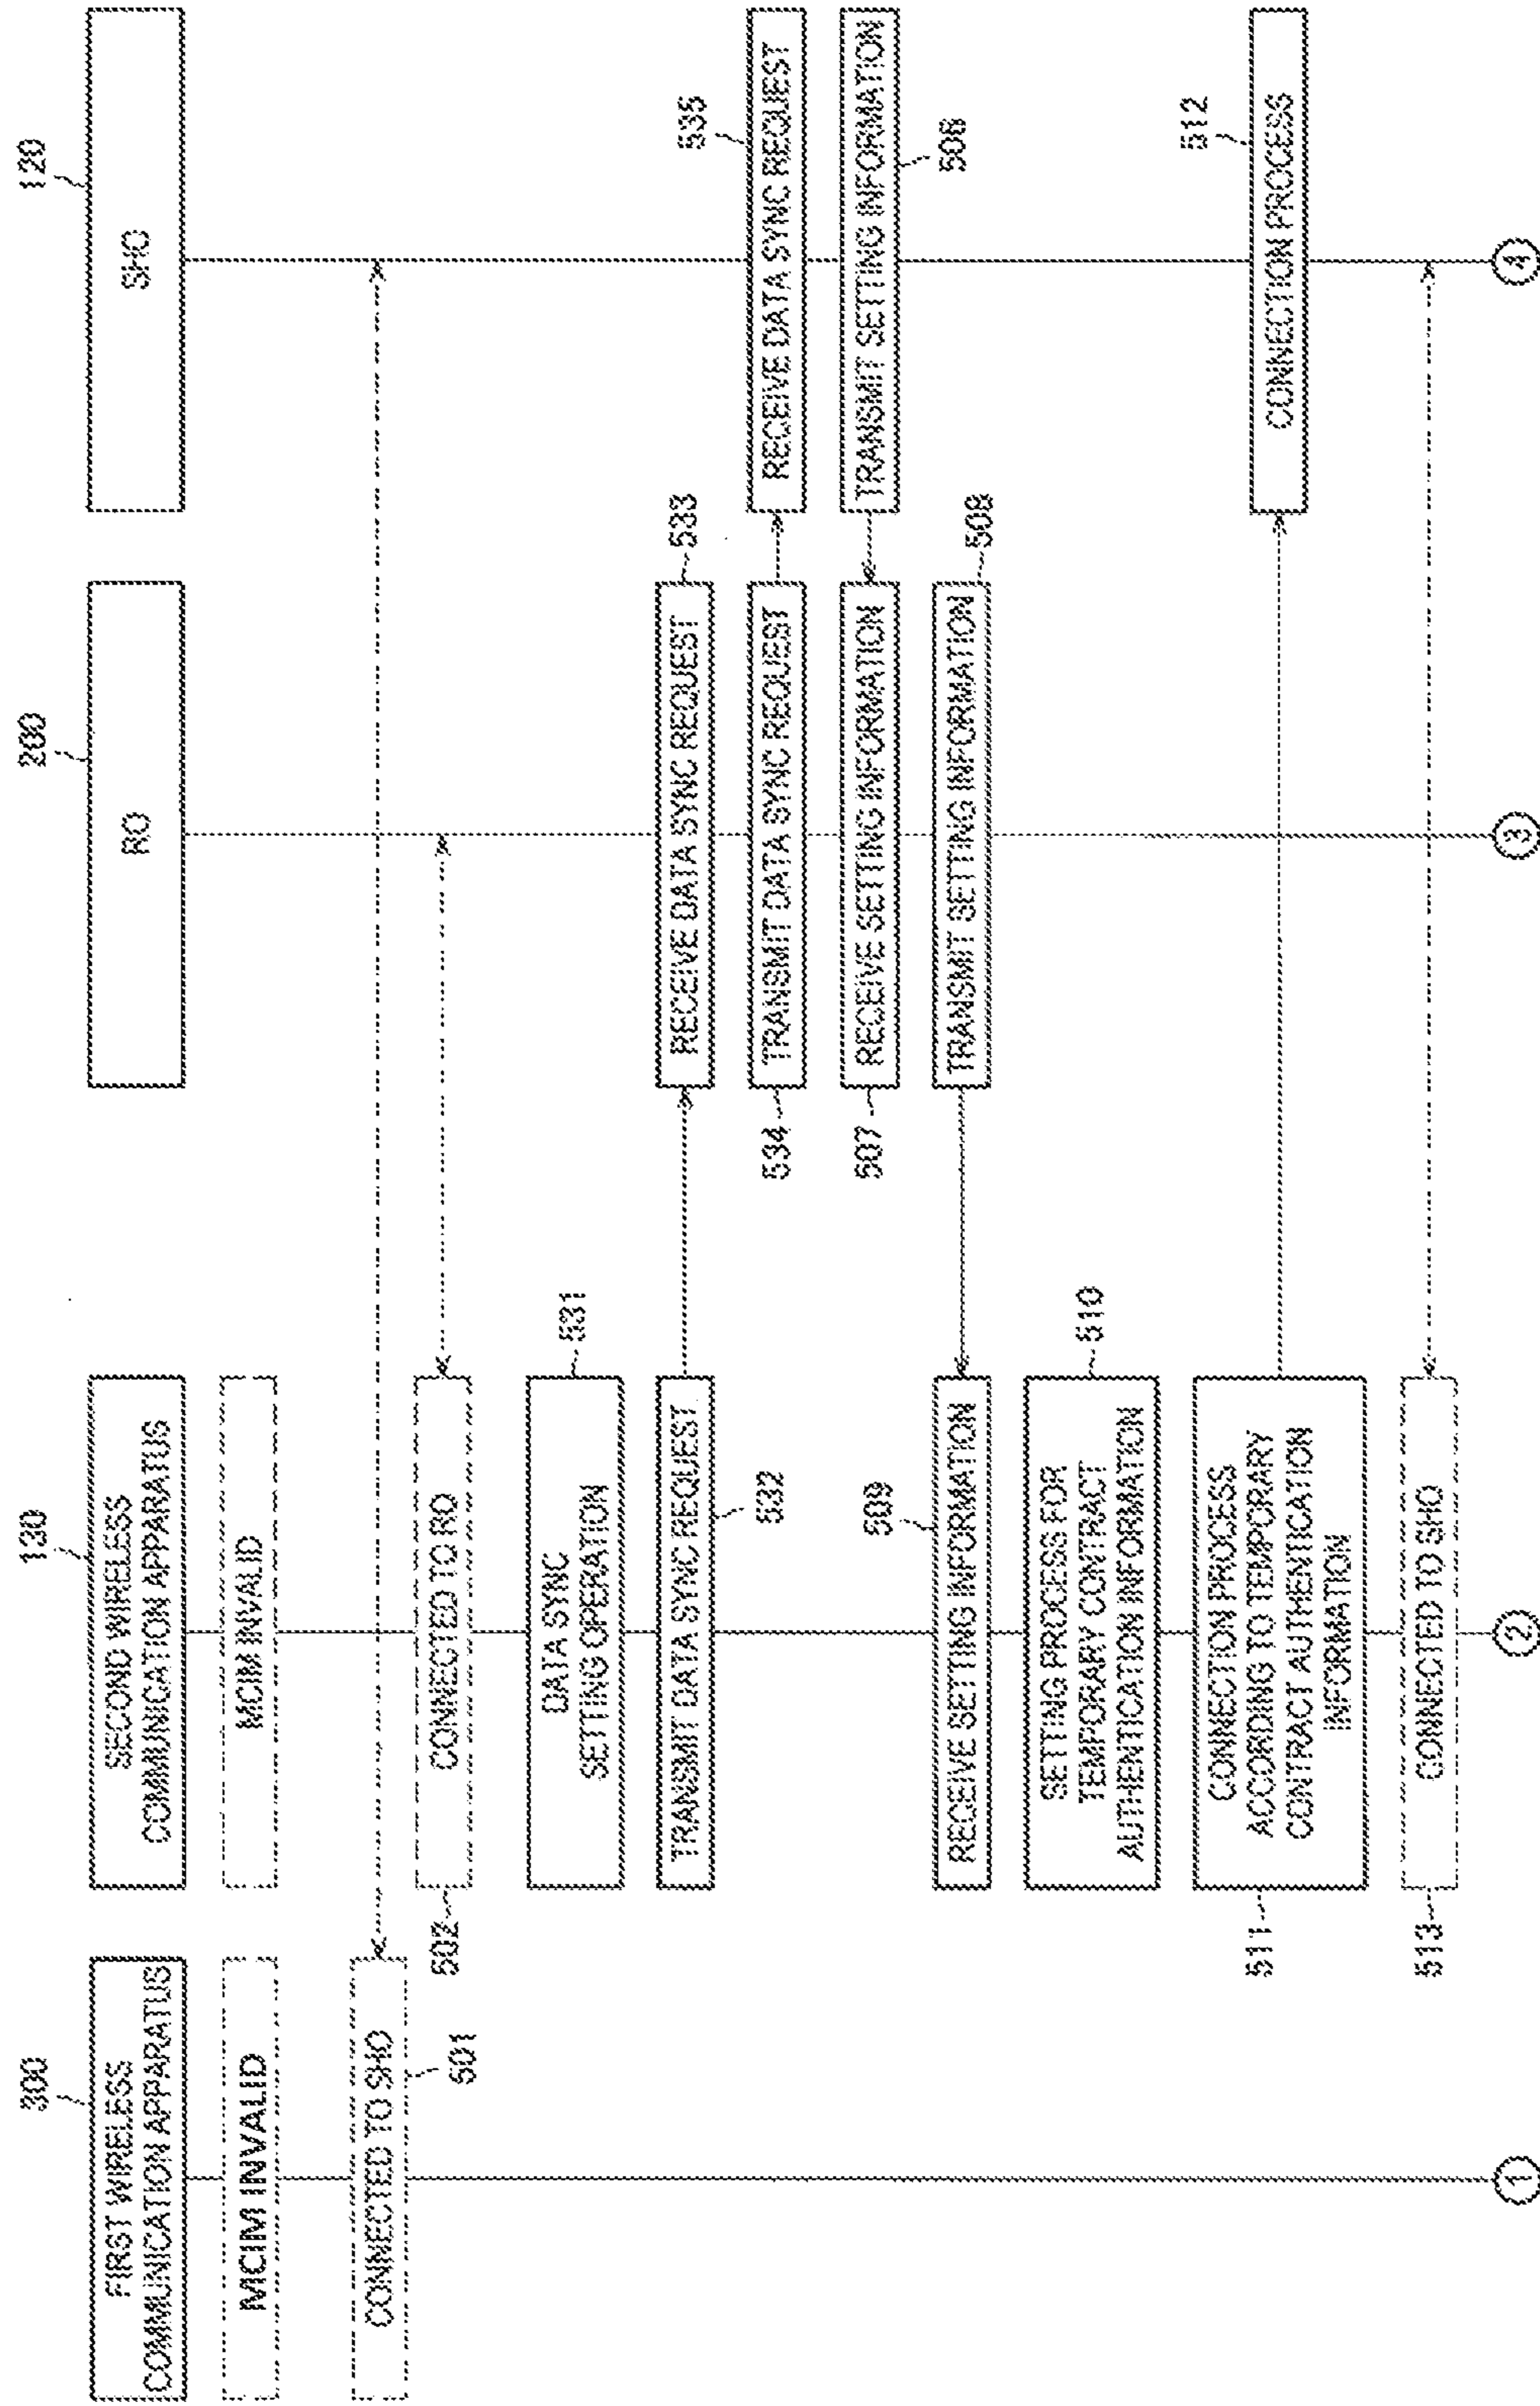 300
FIRST WIRELESS
COMMUNICATION APPARATUS
130
SECOND WIRELESS
COMMUNICATION APPARATUS
200
RO
120
SHO
MCIM INVALID
MCIM INVALID
CONNECTED TO SHO
501
CONNECTED TO RO
502
DATA SYNC
SETTING OPERATION
531
TRANSMIT DATA SYNC REQUEST
532
RECEIVE DATA SYNC REQUEST
533
TRANSMIT DATA SYNC REQUEST
534
RECEIVE DATA SYNC REQUEST
535
TRANSMIT SETTING INFORMATION
506
RECEIVE SETTING INFORMATION
507
TRANSMIT SETTING INFORMATION
508
RECEIVE SETTING INFORMATION
509
SETTING PROCESS FOR
TEMPORARY CONTRACT
AUTHENTICATION INFORMATION
510
CONNECTION PROCESS
ACCORDING TO TEMPORARY
CONTRACT AUTHENTICATION
INFORMATION
511
CONNECTION PROCESS
512
CONNECTED TO SHO
513
1
2
3
4